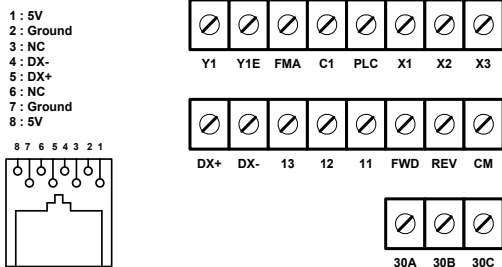 1 : 5V
2 : Ground
3 : NC
4 : DX-
5 : DX+
6 : NC
7 : Ground
8 : 5V
8 7 6 5 4 3 2 1
Y1 Y1E FMA C1 PLC X1 X2 X3
DX+ DX- 13 12 11 FWD REV CM
30A 30B 30C